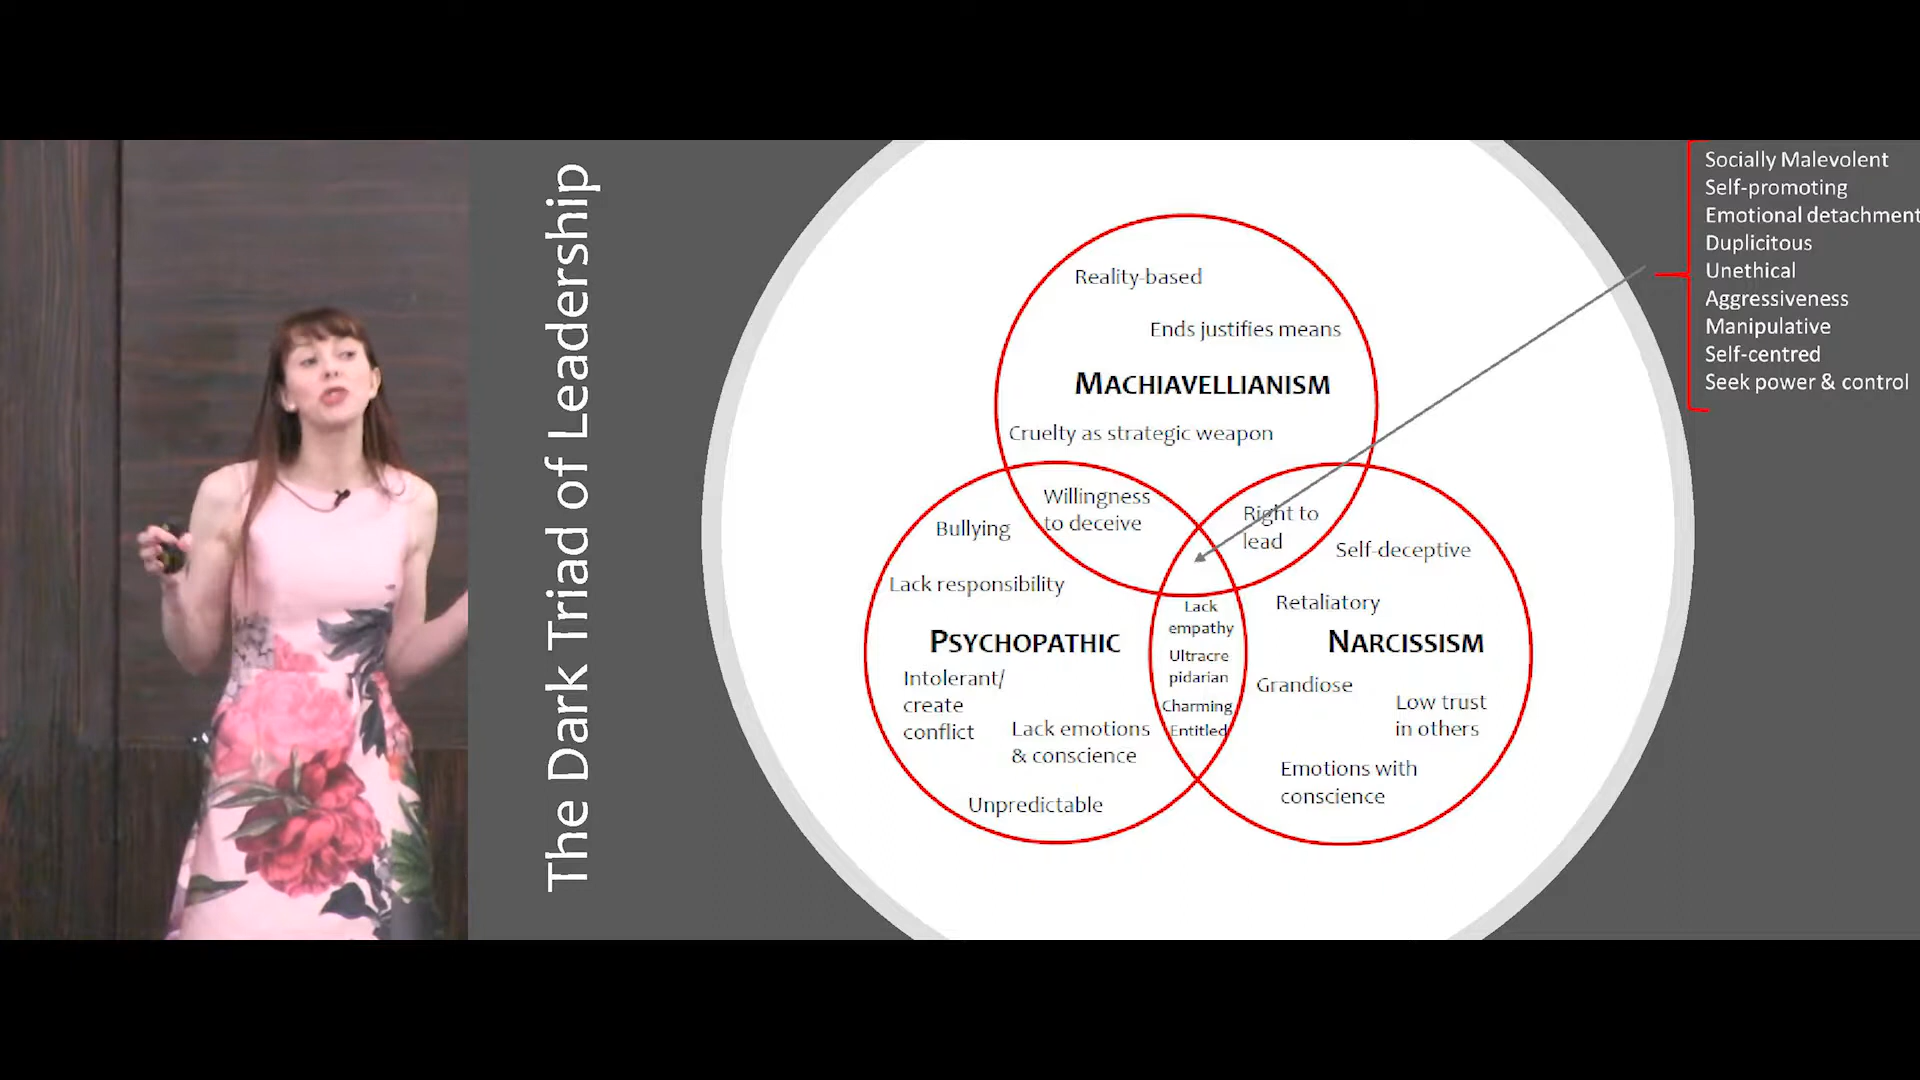 The Dark Triad of Leadership
Reality-based
Ends justifies means
MACHIAVELLIANISM
Cruelty as strategic weapon
Willingness
to deceive
Right to
lead
Bullying
Lack responsibility
PSYCHOPATHIC
Intolerant/
create
conflict
Lack emotions
& conscience
Unpredictable
Lack
empathy
Ultracre
pidarian
Charming
Entitled
Self-deceptive
Retaliatory
NARCISSISM
Grandiose
Low trust
in others
Emotions with
conscience
Socially Malevolent
Self-promoting
Emotional detachment
Duplicitous
Unethical
Aggressiveness
Manipulative
Self-centred
Seek power & control